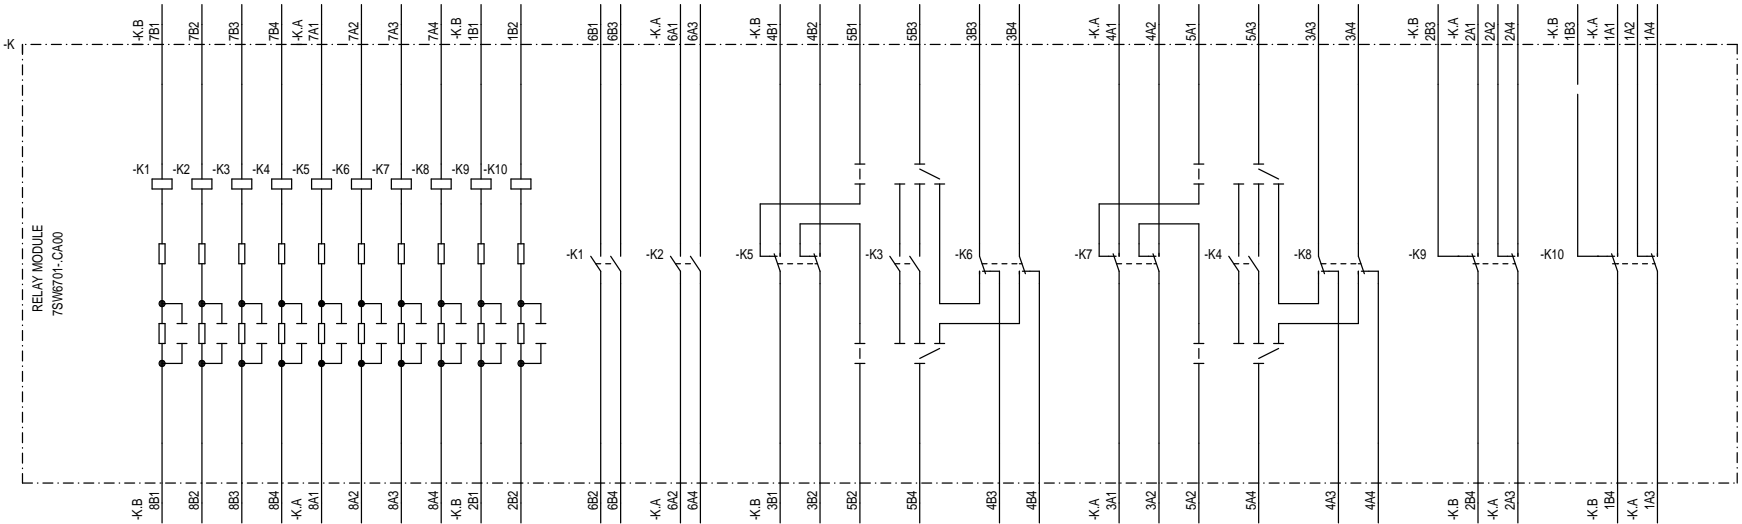 -K
-K.B
7B1
7B2
7B3
7B4
-K.A
7A1
7A2
7A3
7A4
-K.B
1B1
1B2
6B1
6B3
-K.A
6A1
6A3
-K.B
4B1
4B2
5B1
5B3
3B3
3B4
-K.A
4A1
4A2
5A1
5A3
3A3
3A4
-K.B
2B3
-K.A
2A1
2A2
2A4
-K.B
1B3
-K.A
1A1
1A2
1A4
-K1
-K2
-K3
-K4
-K5
-K6
-K7
-K8
-K9
-K10
RELAY MODULE
7SW6701-.CA00
-K1
-K2
-K5
-K3
-K6
-K7
-K4
-K8
-K9
-K10
-K.B
8B1
8B2
8B3
8B4
-K.A
8A1
8A2
8A3
8A4
-K.B
2B1
2B2
6B2
6B4
-K.A
6A2
6A4
-K.B
3B1
3B2
5B2
5B4
4B3
4B4
-K.A
3A1
3A2
5A2
5A4
4A3
4A4
-K.B
2B4
-K.A
2A3
-K.B
1B4
-K.A
1A3